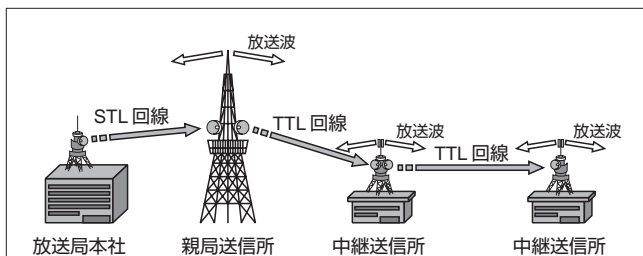 放送波
STL 回線
TTL 回線
放送波
TTL 回線
放送波
放送局本社
親局送信所
中継送信所
中継送信所